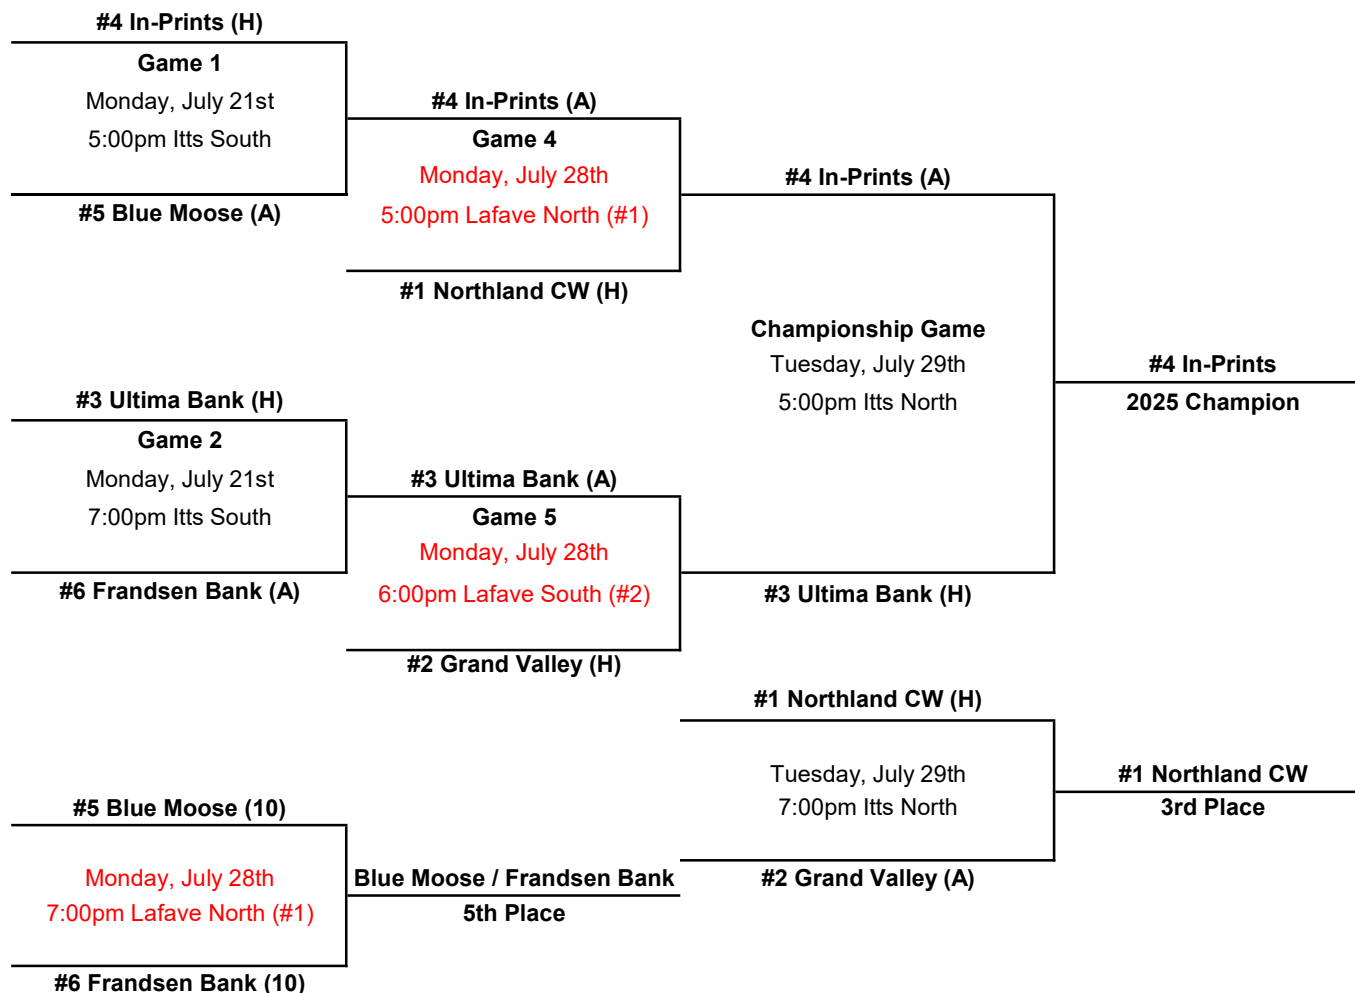 #4 In-Prints (H)
Game 1
Monday, July 21st
5:00pm Itts South
#5 Blue Moose (A)
#4 In-Prints (A)
Game 4
Monday, July 28th
5:00pm Lafave North (#1)
#1 Northland CW (H)
#4 In-Prints (A)
Championship Game
Tuesday, July 29th
5:00pm Itts North
#4 In-Prints
2025 Champion
#3 Ultima Bank (H)
Game 2
Monday, July 21st
7:00pm Itts South
#6 Frandsen Bank (A)
#3 Ultima Bank (A)
Game 5
Monday, July 28th
6:00pm Lafave South (#2)
#2 Grand Valley (H)
#3 Ultima Bank (H)
#1 Northland CW (H)
Tuesday, July 29th
7:00pm Itts North
#2 Grand Valley (A)
#1 Northland CW
3rd Place
#5 Blue Moose (10)
Monday, July 28th
7:00pm Lafave North (#1)
#6 Frandsen Bank (10)
Blue Moose / Frandsen Bank
5th Place